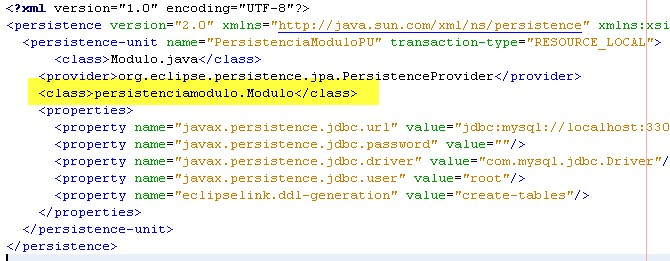 <?xml version="1.0" encoding="UTF-8"?>
<persistence version="2.0" xmlns="http://java.sun.com/xml/ns/persistence" xmlns:xsi
<persistence-unit name="PersistenciaModuloPU" transaction-type="RESOURCE_LOCAL">
<class>Modulo.java</class>
<provider>org.eclipse.persistence.jpa.PersistenceProvider</provider>
<class>persistenciamodulo.Modulo</class>
<properties>
<property name="javax.persistence.jdbc.url" value="jdbc:mysql://localhost:330
<property name="javax.persistence.jdbc.password" value=""/>
<property name="javax.persistence.jdbc.driver" value="com.mysql.jdbc.Driver"/
<property name="javax.persistence.jdbc.user" value="root"/>
<property name="eclipselink.ddl-generation" value="create-tables"/>
</properties>
</persistence-unit>
</persistence>